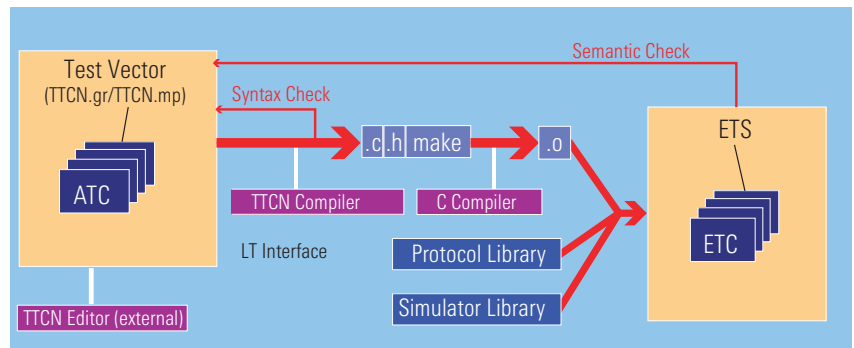 Semantic Check
Test Vector
(TTCN.gr/TTCN.mp)
Syntax Check
ETS
.c .h make
.o
ATC
TTCN Compiler
C Compiler
ETC
LT Interface
Protocol Library
Simulator Library
TTCN Editor (external)